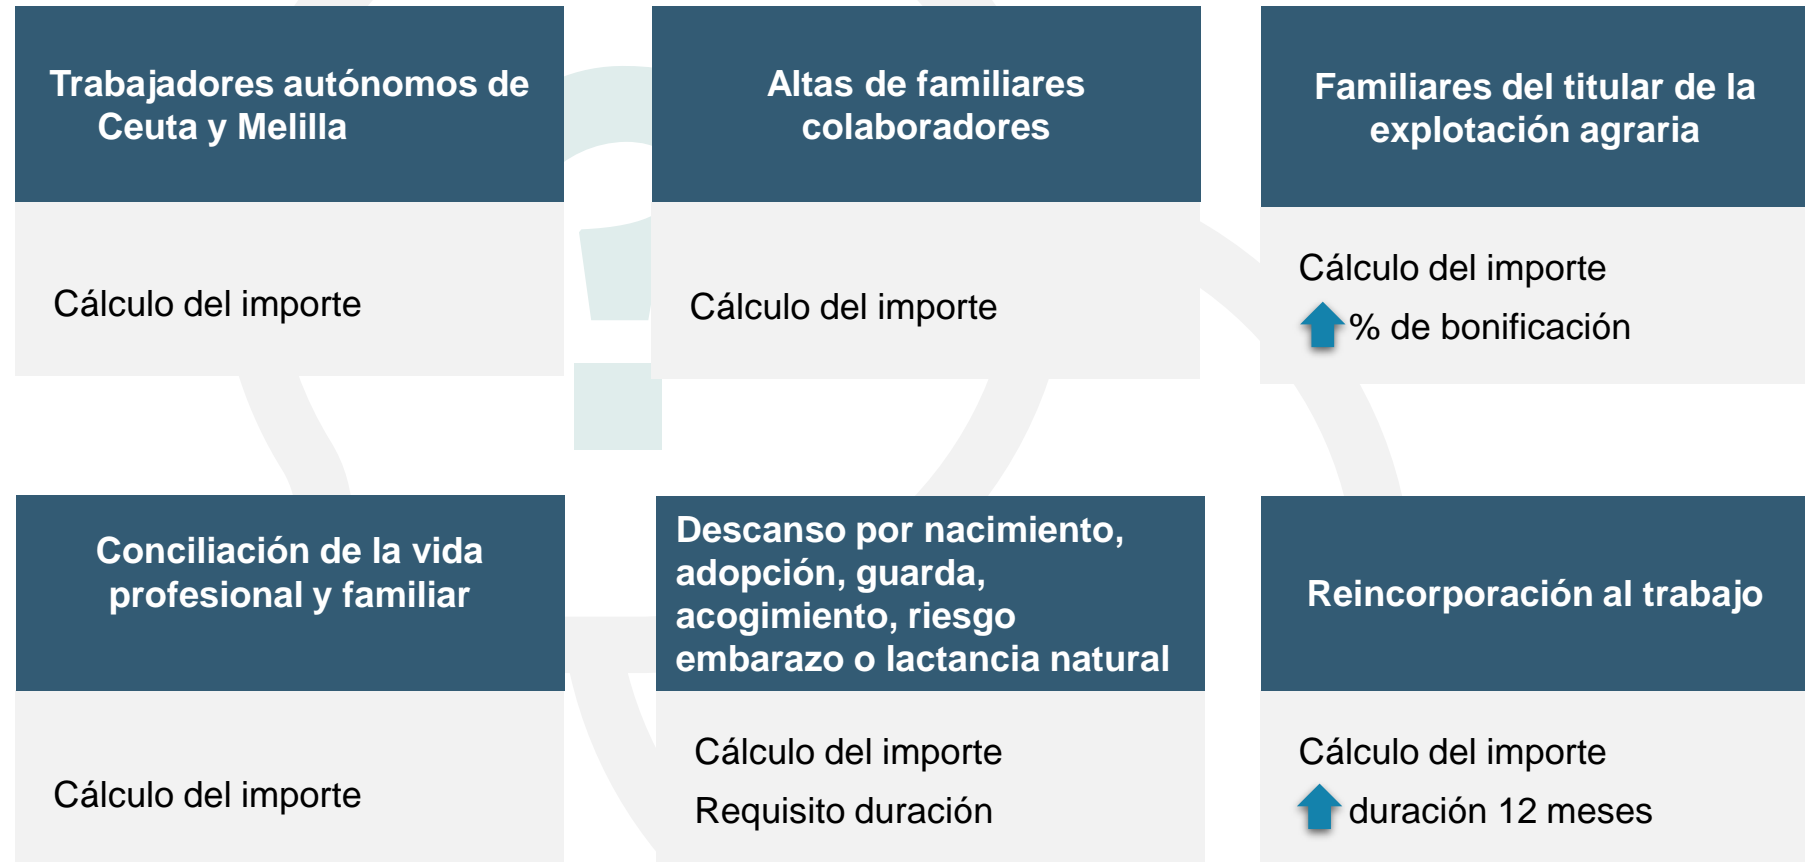 Trabajadores autónomos de
Ceuta y Melilla
Cálculo del importe
Altas de familiares
colaboradores
Cálculo del importe
Familiares del titular de la
explotación agraria
Cálculo del importe
% de bonificación
Conciliación de la vida
profesional y familiar
Cálculo del importe
Descanso por nacimiento,
adopción, guarda,
acogimiento, riesgo
embarazo o lactancia natural
Cálculo del importe
Requisito duración
Reincorporación al trabajo
Cálculo del importe
duración 12 meses